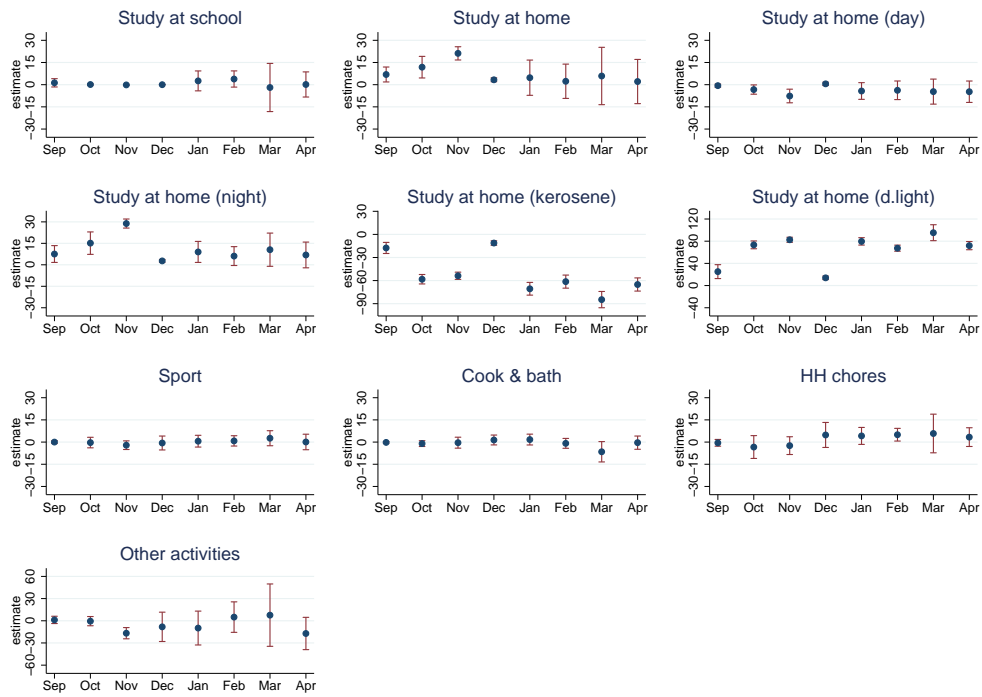 Study at school
estimate
30
15
0
−30−15
Sep Oct Nov Dec Jan Feb Mar Apr
Study at home
estimate
30
15
0
−30−15
Sep Oct Nov Dec Jan Feb Mar Apr
Study at home (day)
estimate
30
15
0
−30−15
Sep Oct Nov Dec Jan Feb Mar Apr
Study at home (night)
estimate
30
15
0
−30−15
Sep Oct Nov Dec Jan Feb Mar Apr
Study at home (kerosene)
estimate
30
0
−90−60−30
Sep Oct Nov Dec Jan Feb Mar Apr
Study at home (d.light)
estimate
120
80
40
0
−40
Sep Oct Nov Dec Jan Feb Mar Apr
Sport
estimate
30
15
0
−30−15
Sep Oct Nov Dec Jan Feb Mar Apr
Cook & bath
estimate
30
15
0
−30−15
Sep Oct Nov Dec Jan Feb Mar Apr
HH chores
estimate
30
15
0
−30−15
Sep Oct Nov Dec Jan Feb Mar Apr
Other activities
estimate
60
30
0
−60−30
Sep Oct Nov Dec Jan Feb Mar Apr